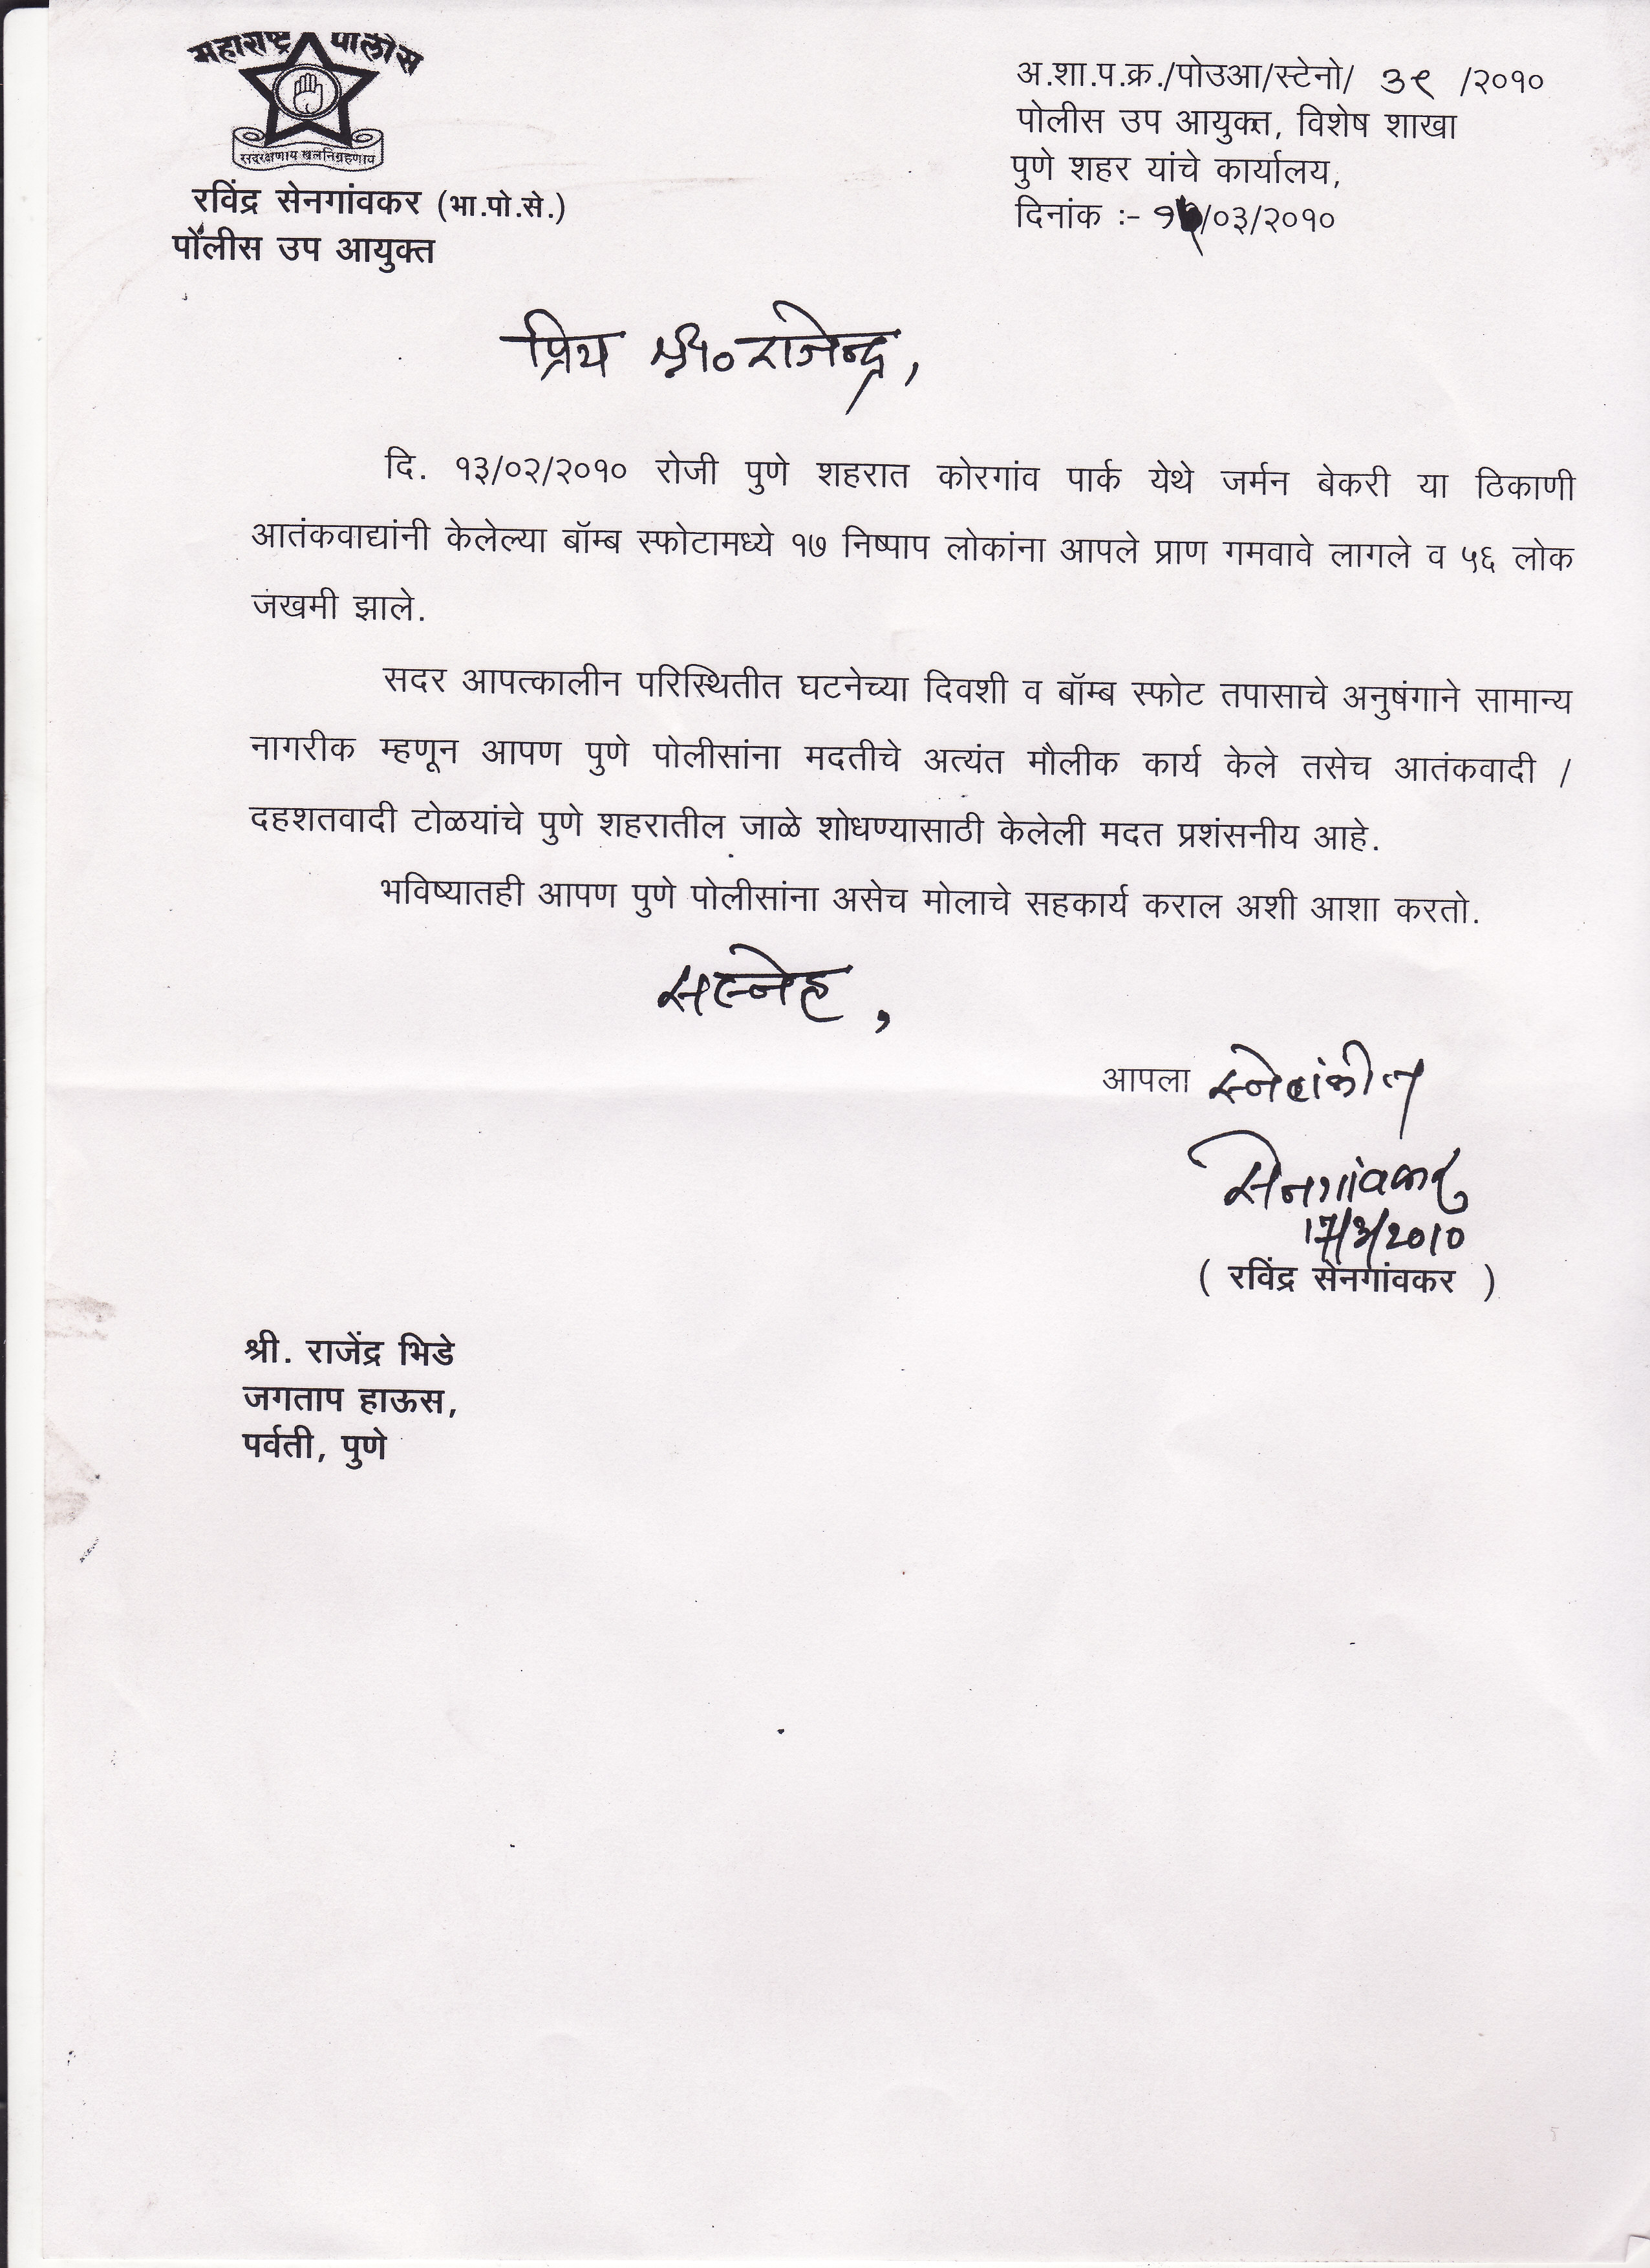 महाराष्ट्र पोलीस
सद्‍रक्षणाय खलनिग्रहणाय
रविंद्र सेनगांवकर (भा.पो.से.)
पोलीस उप आयुक्त
अ.शा.प.क्र./पोउआ/स्टेनो/ ३९ /२०१०
पोलीस उप आयुक्त, विशेष शाखा
पुणे शहर यांचे कार्यालय,
दिनांक :- /०३/२०१०
प्रिय श्री० राजेन्द्र,
दि. १३/०२/२०१० रोजी पुणे शहरात कोरगांव पार्क येथे जर्मन बेकरी या ठिकाणी
आतंकवाद्यांनी केलेल्या बॉम्ब स्फोटामध्ये १७ निष्पाप लोकांना आपले प्राण गमवावे लागले व ५६ लोक
जखमी झाले.
सदर आपत्कालीन परिस्थितीत घटनेच्या दिवशी व बॉम्ब स्फोट तपासाचे अनुषंगाने सामान्य
नागरीक म्हणून आपण पुणे पोलीसांना मदतीचे अत्यंत मौलीक कार्य केले तसेच आतंकवादी /
दहशतवादी टोळयांचे पुणे शहरातील जाळे शोधण्यासाठी केलेली मदत प्रशंसनीय आहे.
भविष्यातही आपण पुणे पोलीसांना असेच मोलाचे सहकार्य कराल अशी आशा करतो.
सस्नेह,
आपला स्नेहांकीत
सेनगांवकर
17/3/2010
( रविंद्र सेनगांवकर )
श्री. राजेंद्र भिडे
जगताप हाऊस,
पर्वती, पुणे